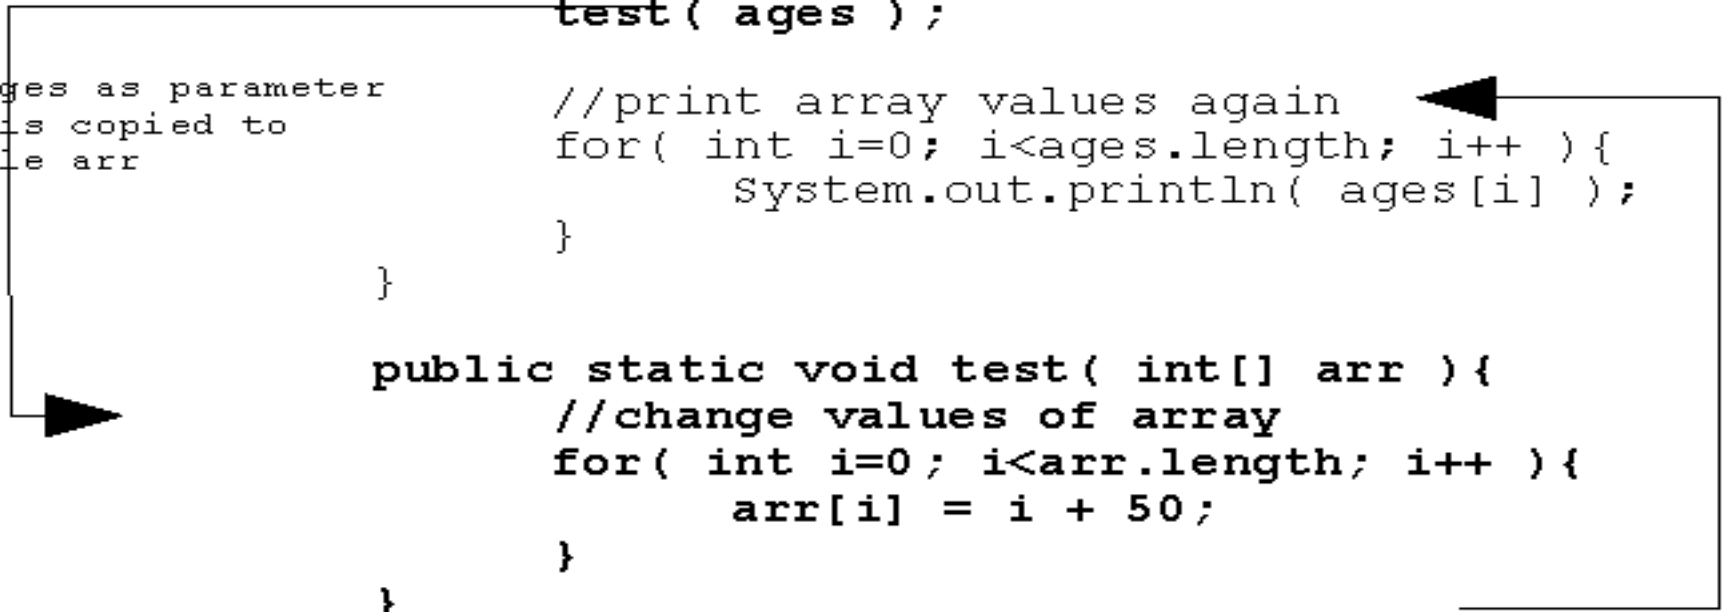 test( ages );
as parameter
is copied to
arr
//print array values again
for( int i=0; i<ages.length; i++ ){
System.out.println( ages[i] );
}
}
public static void test( int[] arr ){
//change values of array
for( int i=0; i<arr.length; i++ ){
arr[i] = i + 50;
}
}